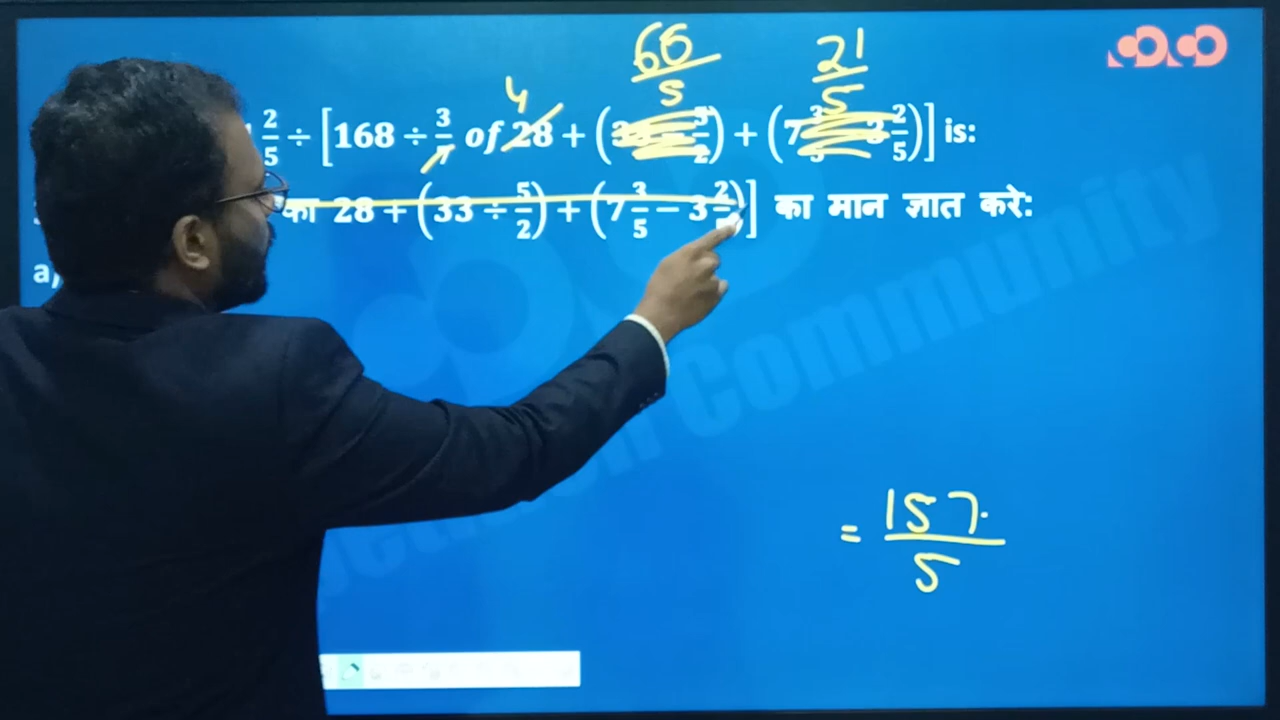 66/5 21/5
4
2/5 ÷ [168 ÷ 3/7 of 28 + (33 ÷ 5/2) + (7 3/5 − 3 2/5)] is:
का 28 + (33 ÷ 5/2) + (7 3/5 − 3 2/5)] का मान ज्ञात करे:
a)
= 157/5
Community